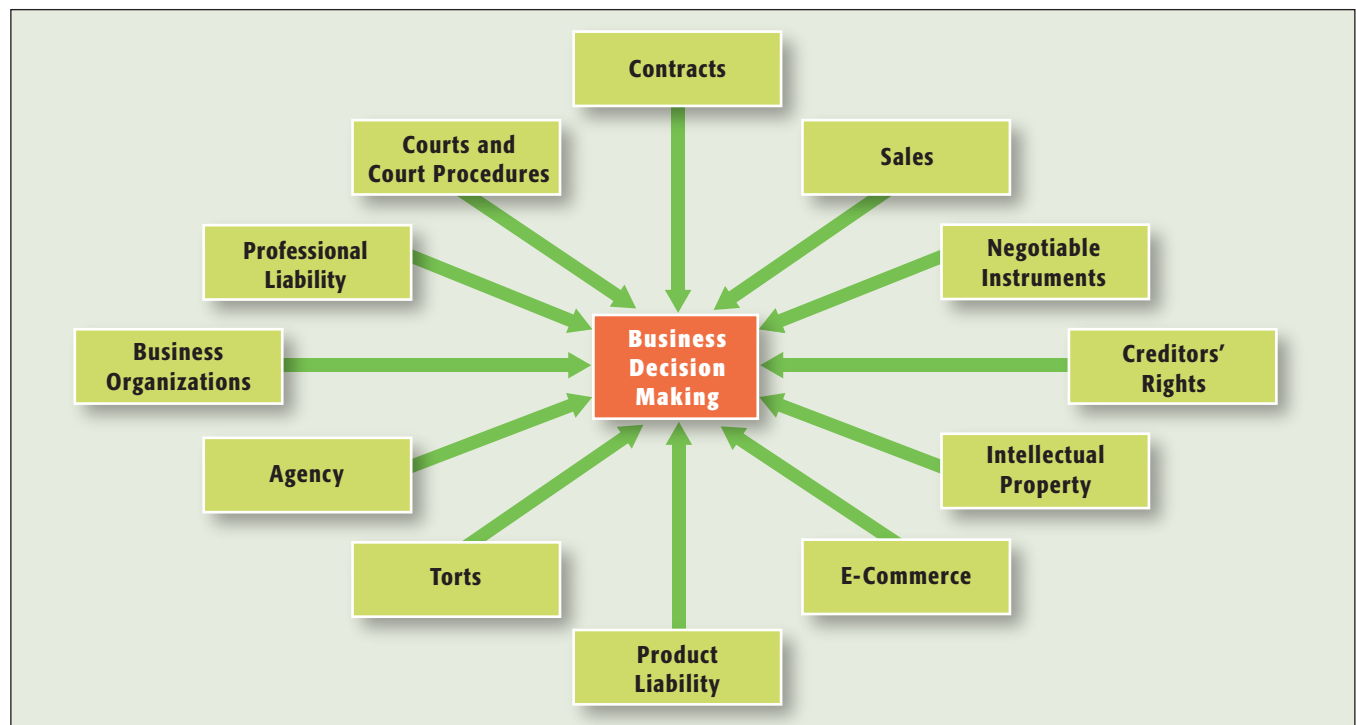 Contracts
Courts and
Court Procedures
Sales
Professional
Liability
Negotiable
Instruments
Business
Organizations
Business
Decision
Making
Creditors’
Rights
Agency
Intellectual
Property
Torts
E-Commerce
Product
Liability